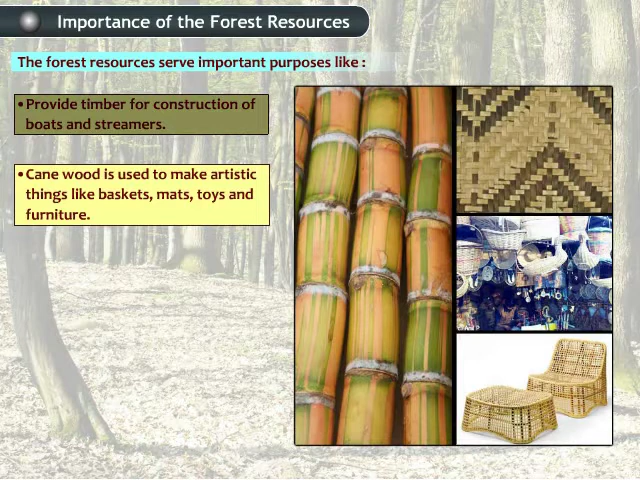 Importance of the Forest Resources
The forest resources serve important purposes like :
•Provide timber for construction of
boats and streamers.
•Cane wood is used to make artistic
things like baskets, mats, toys and
furniture.